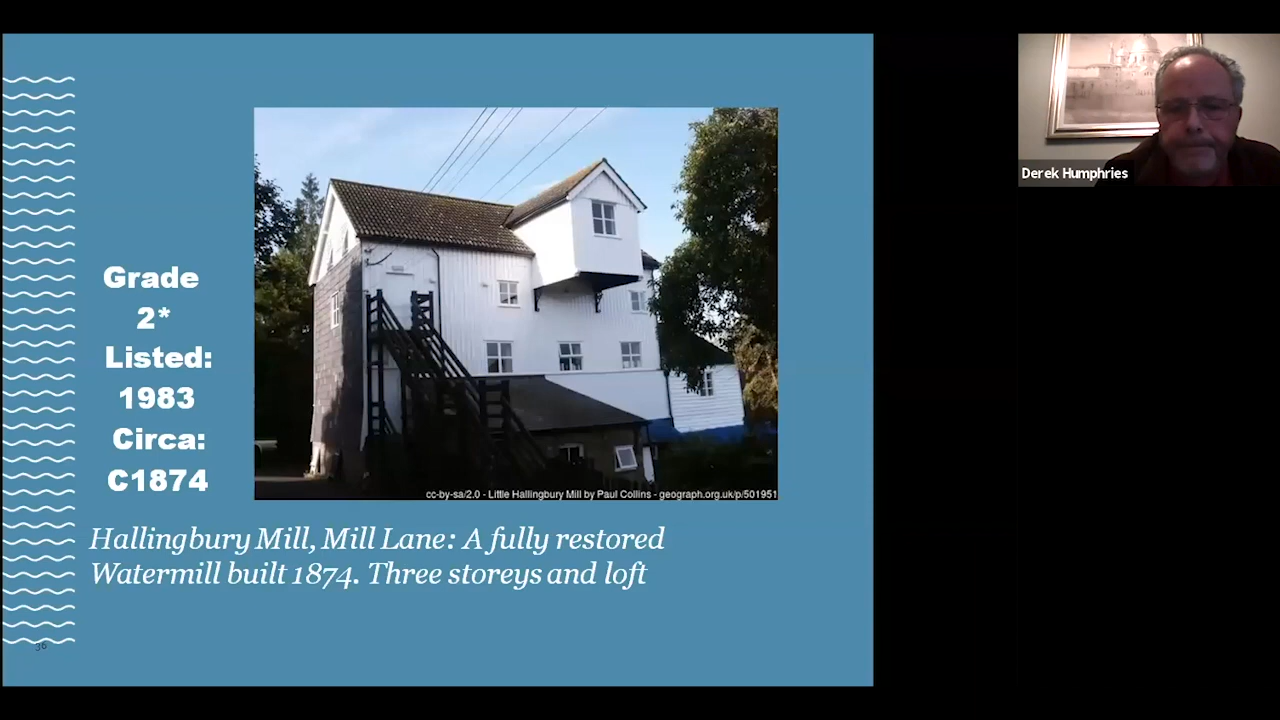 Grade
2*
Listed:
1983
Circa:
C1874
cc-by-sa/2.0 - Little Hallingbury Mill by Paul Collins - geograph.org.uk/p/501951
Hallingbury Mill, Mill Lane: A fully restored
Watermill built 1874. Three storeys and loft
36
Derek Humphries